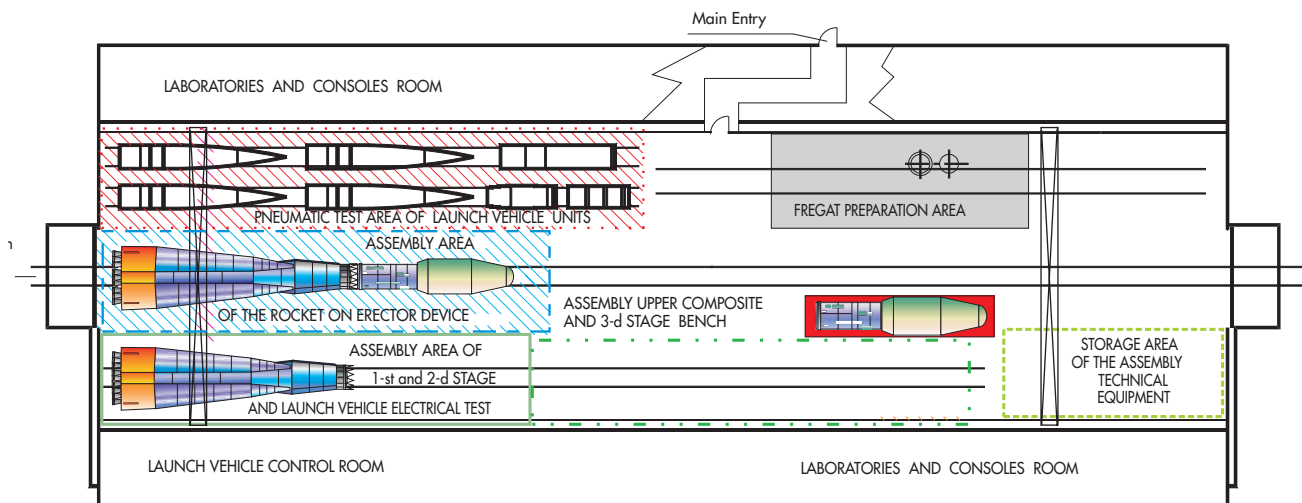 Main Entry
LABORATORIES AND CONSOLES ROOM
PNEUMATIC TEST AREA OF LAUNCH VEHICLE UNITS
FREGAT PREPARATION AREA
ASSEMBLY AREA
OF THE ROCKET ON ERECTOR DEVICE
ASSEMBLY UPPER COMPOSITE
AND 3-d STAGE BENCH
ASSEMBLY AREA OF
1-st and 2-d STAGE
AND LAUNCH VEHICLE ELECTRICAL TEST
STORAGE AREA
OF THE ASSEMBLY
TECHNICAL
EQUIPMENT
LAUNCH VEHICLE CONTROL ROOM
LABORATORIES AND CONSOLES ROOM